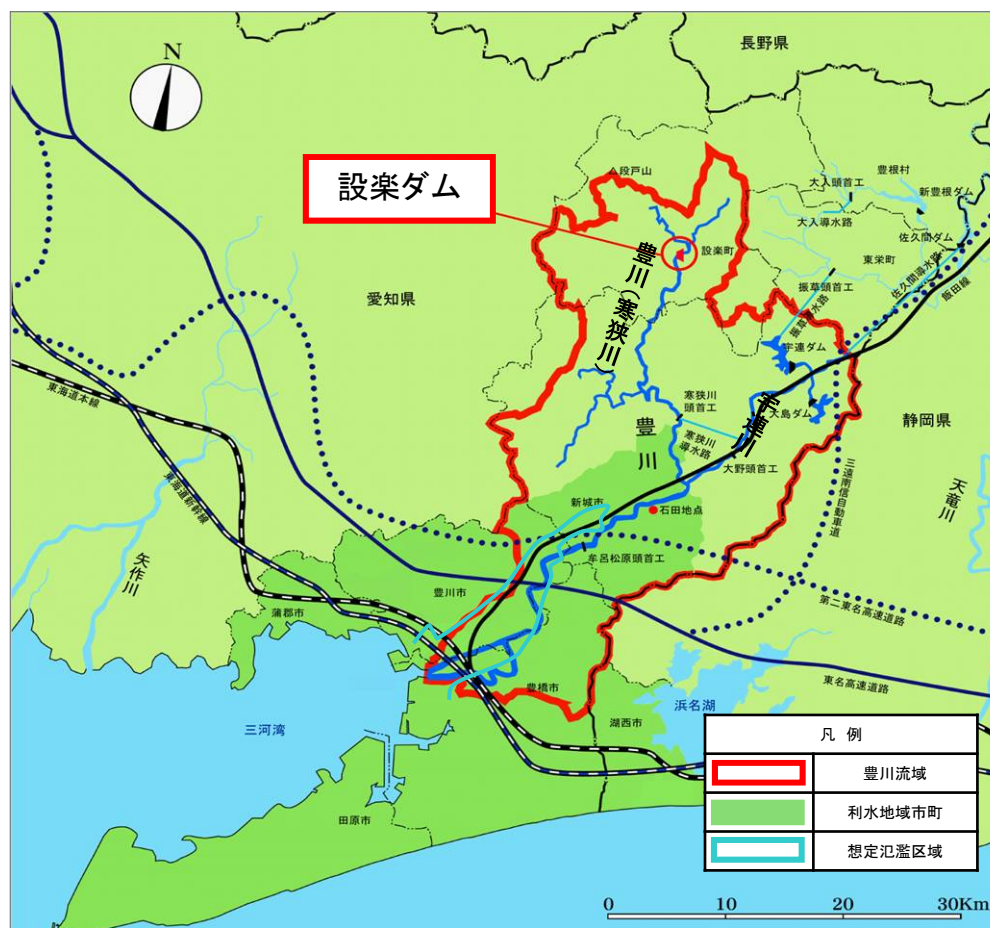 長野県
N
△段戸山
豊根村
大入頭首工
新豊根ダム
設楽ダム
大入導水路
佐久間ダム
設楽町
東栄町
佐久間導水路
豊川(寒狭川)
振草頭首工
飯田線
愛知県
振草導水路
宇連ダム
東海道本線
寒狭川
頭首工
大島ダム
宇連川
静岡県
豊川
寒狭川
導水路
大野頭首工
三遠南信自動車道
天竜川
東海道新幹線
新城市
石田地点
矢作川
牟呂松原頭首工
豊川市
第二東名高速道路
蒲郡市
豊橋市
東名高速道路
浜名湖
湖西市
三河湾
凡 例
豊川流域
利水地域市町
想定氾濫区域
田原市
0 10 20 30Km